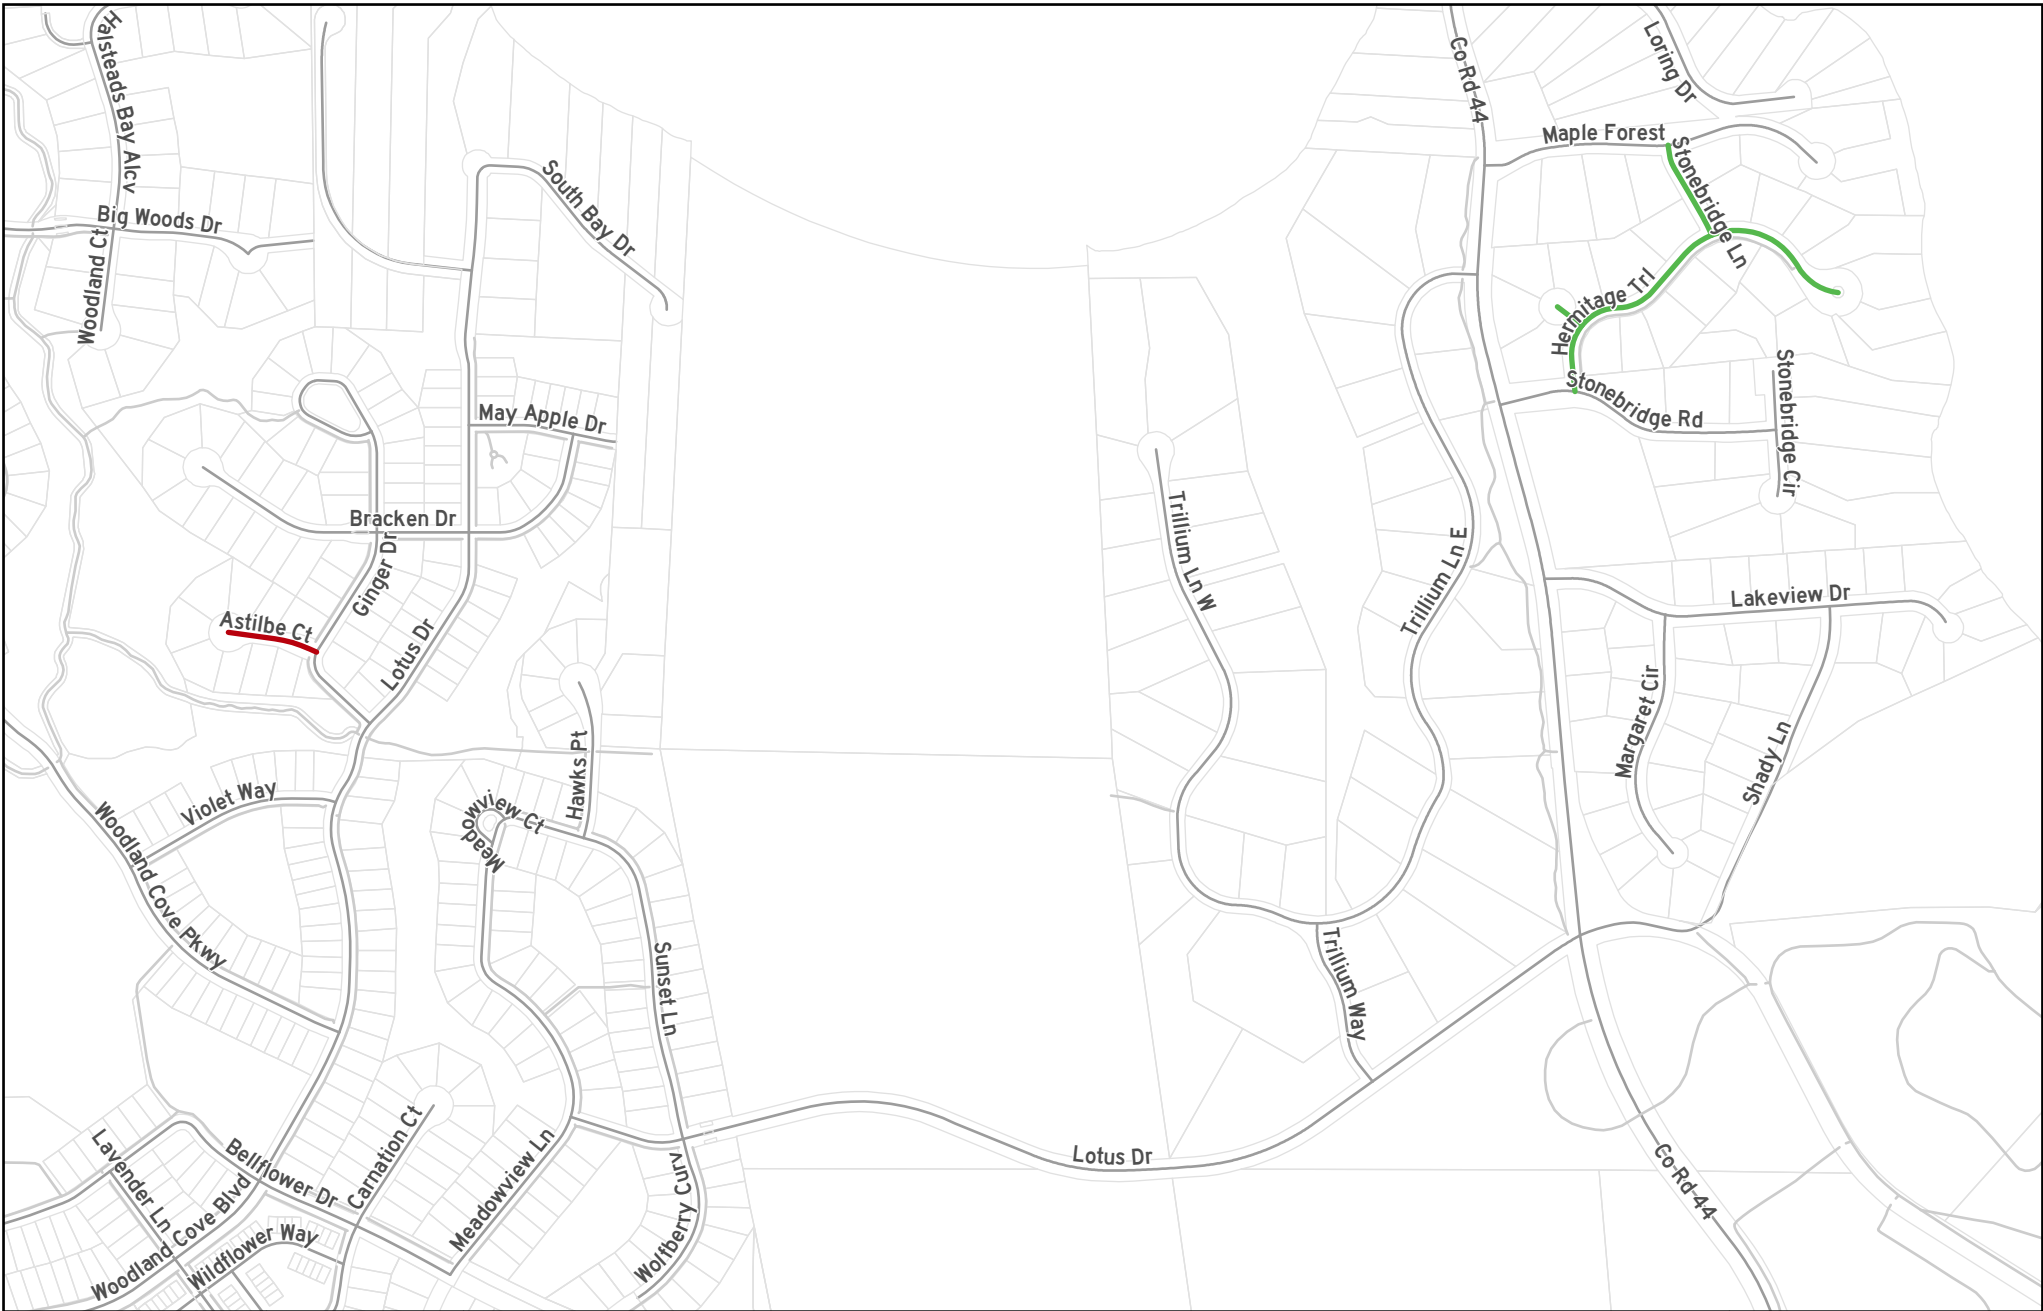 Halsteads Bay Alcv
Co Rd 44
Loring Dr
Maple Forest
Stonebridge Ln
South Bay Dr
Big Woods Dr
Woodland Ct
Hermitage Trl
Stonebridge Rd
Stonebridge Cir
May Apple Dr
Bracken Dr
Ginger Dr
Trillium Ln W
Trillium Ln E
Lakeview Dr
Astilbe Ct
Lotus Dr
Margaret Cir
Shady Ln
Hawks Pt
Violet Way
Meadowview Ct
Woodland Cove Pkwy
Sunset Ln
Trillium Way
Carnation Ct
Lavender Ln
Bellflower Dr
Meadowview Ln
Lotus Dr
Co Rd 44
Wolfberry Curv
Woodland Cove Blvd
Wildflower Way